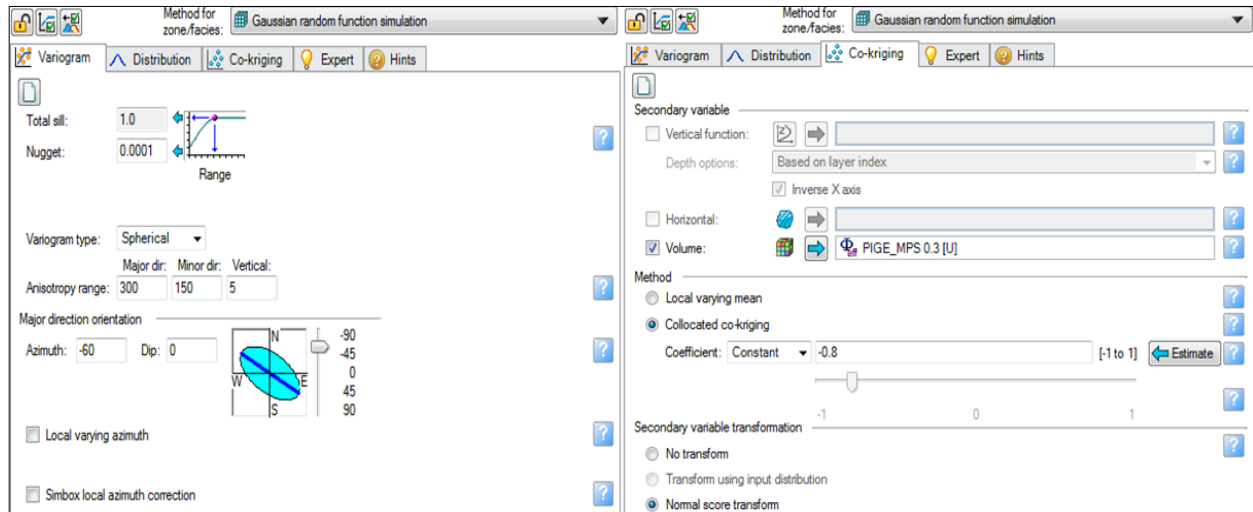 Method for zone/facies: Gaussian random function simulation
Variogram Distribution Co-kriging Expert Hints
Total sill: 1.0
Nugget: 0.0001
Range
Variogram type: Spherical
Major dir: Minor dir: Vertical:
Anisotropy range: 300 150 5
Major direction orientation
Azimuth: -60 Dip: 0
N
W E
S
-90
-45
0
45
90
Local varying azimuth
Simbox local azimuth correction
Method for zone/facies: Gaussian random function simulation
Variogram Distribution Co-kriging Expert Hints
Secondary variable
Vertical function:
Depth options: Based on layer index
Inverse X axis
Horizontal:
Volume: Φeff PIGE_MPS 0.3 [U]
Method
Local varying mean
Collocated co-kriging
Coefficient: Constant -0.8 [-1 to 1] Estimate
-1 0 1
Secondary variable transformation
No transform
Transform using input distribution
Normal score transform